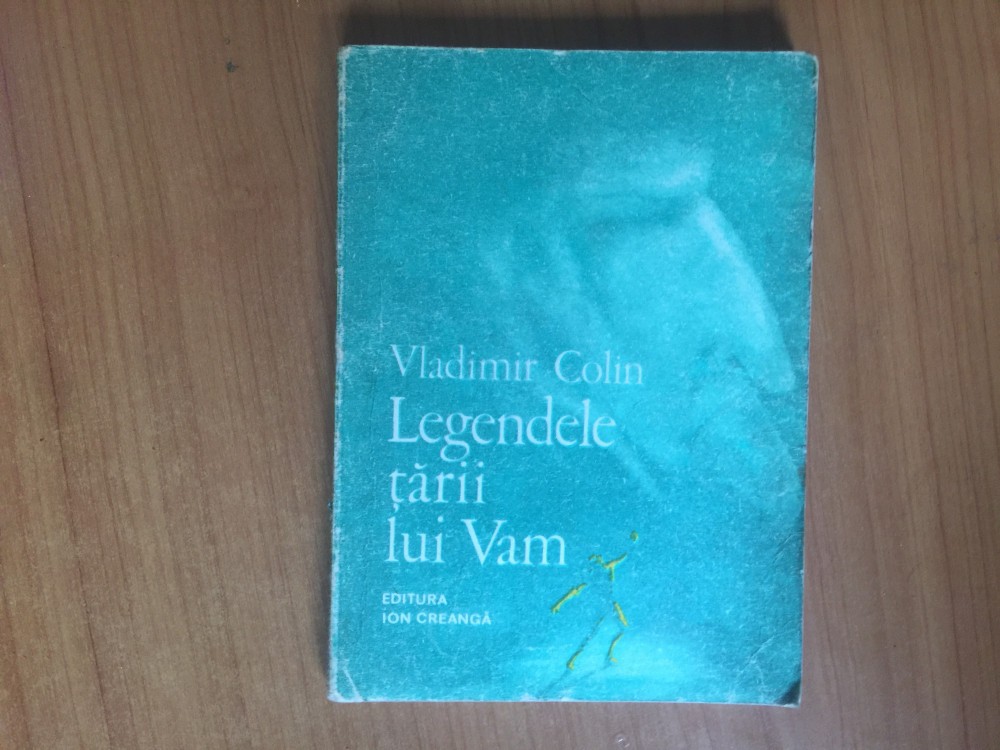 Vladimir Colin
Legendele
țării
lui Vam
EDITURA
ION CREANGĂ